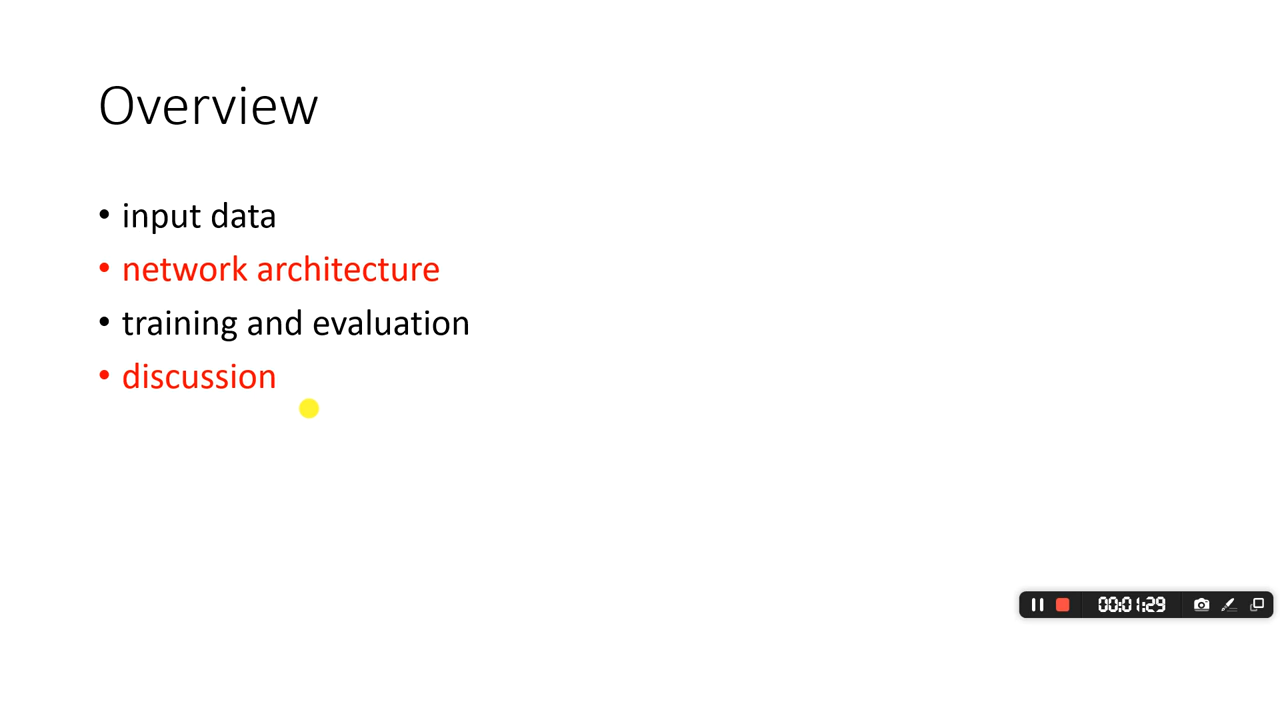 Overview
• input data
• network architecture
• training and evaluation
• discussion
00:01:29